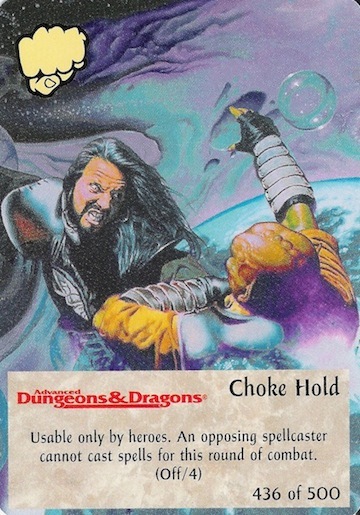 Advanced
Dungeons&Dragons®
Choke Hold
Usable only by heroes. An opposing spellcaster
cannot cast spells for this round of combat.
(Off/4)
436 of 500